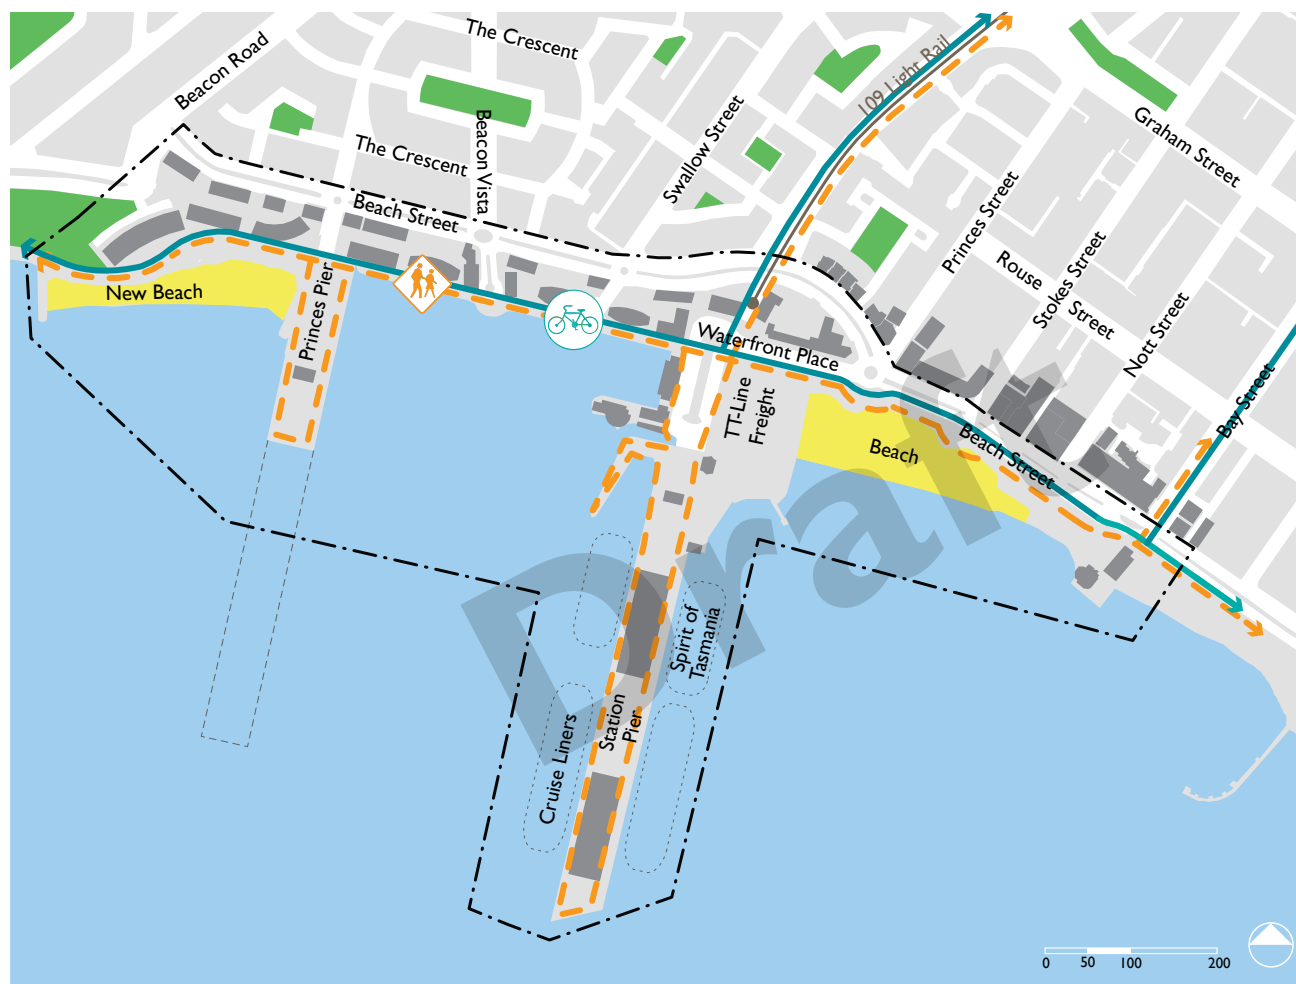 The Crescent
Beacon Road
109 Light Rail
Swallow Street
Beacon Vista
The Crescent
Graham Street
Beach Street
Princes Street
Rouse Street
Stokes Street
Nott Street
New Beach
Princes Pier
Waterfront Place
TT-Line
Freight
Bay Street
Beach
Beach Street
Draft
Spirit of
Tasmania
Station
Pier
Cruise Liners
0 50 100 200